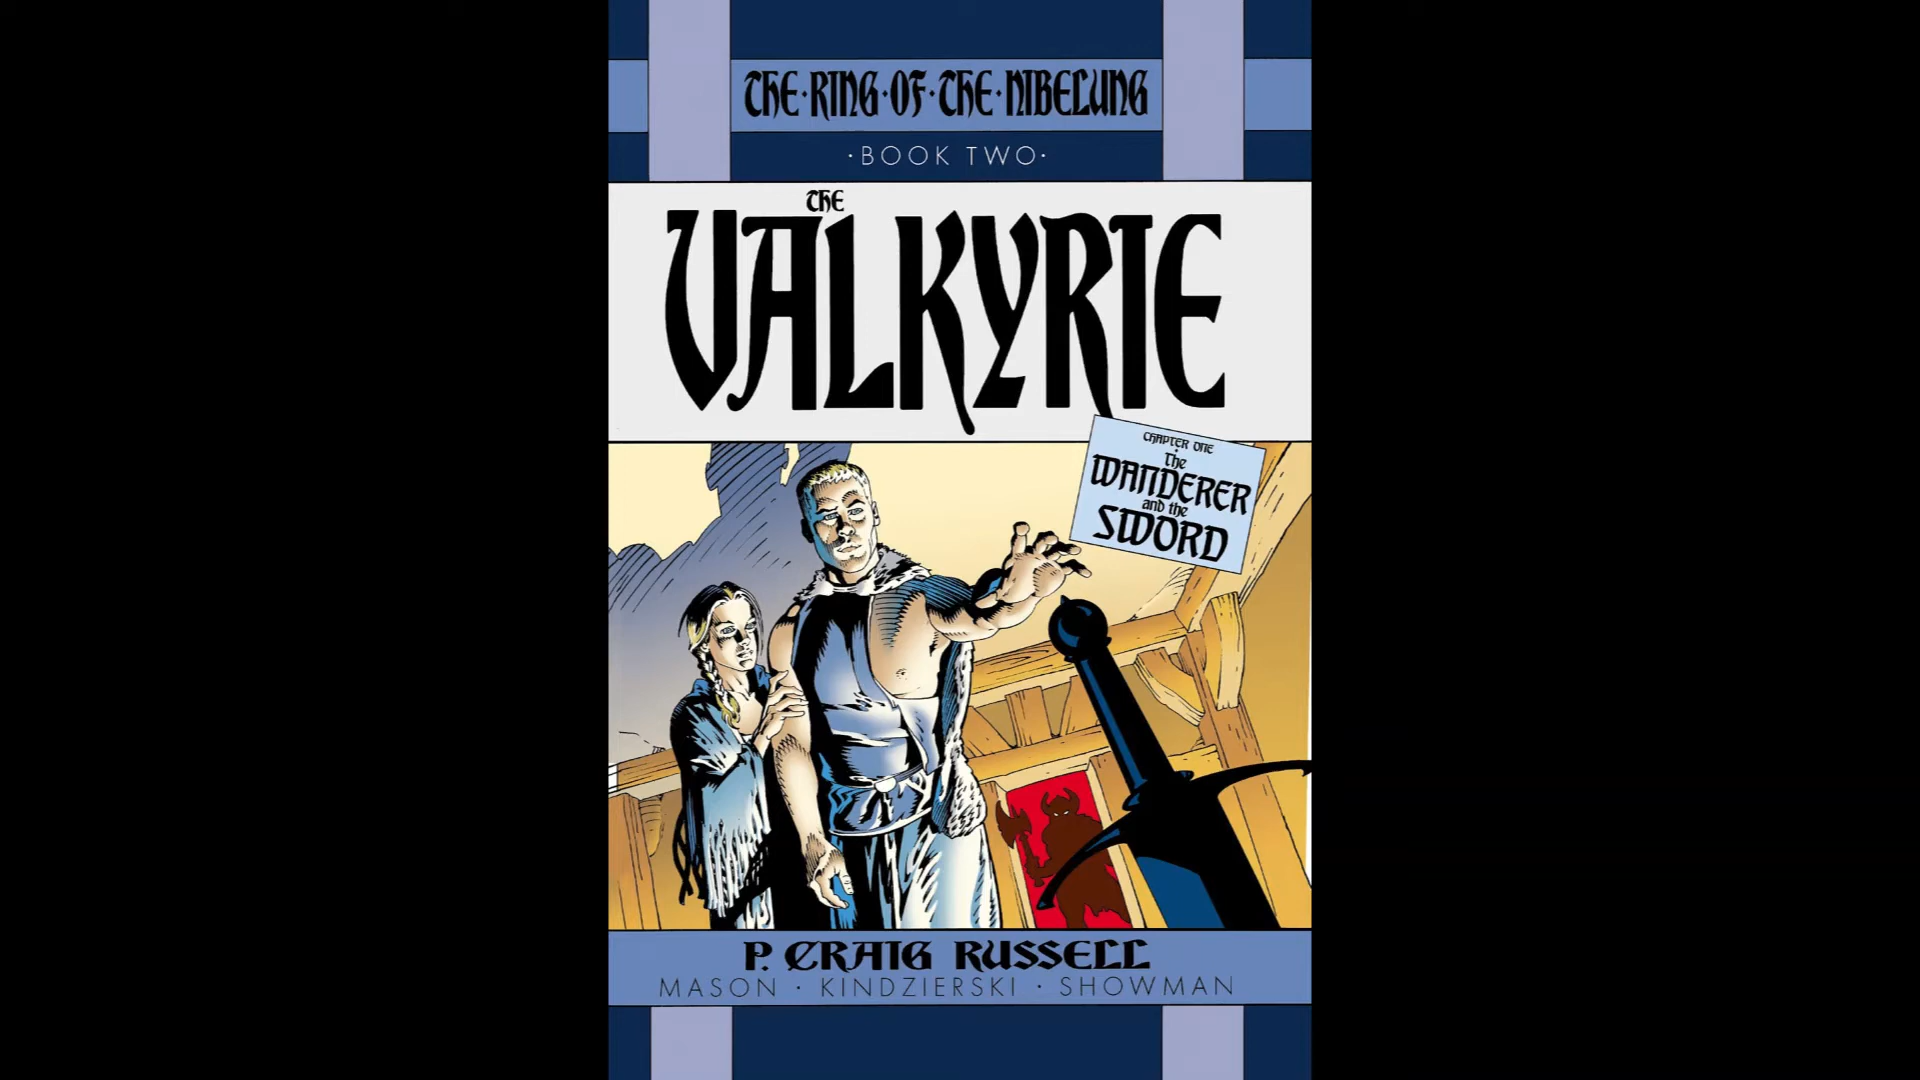 THE·RING·OF·THE·NIBELUNG
·BOOK TWO·
THE
VALKYRIE
CHAPTER ONE
·
The
WANDERER
and the
SWORD
P. CRAIG RUSSELL
MASON · KINDZIERSKI · SHOWMAN